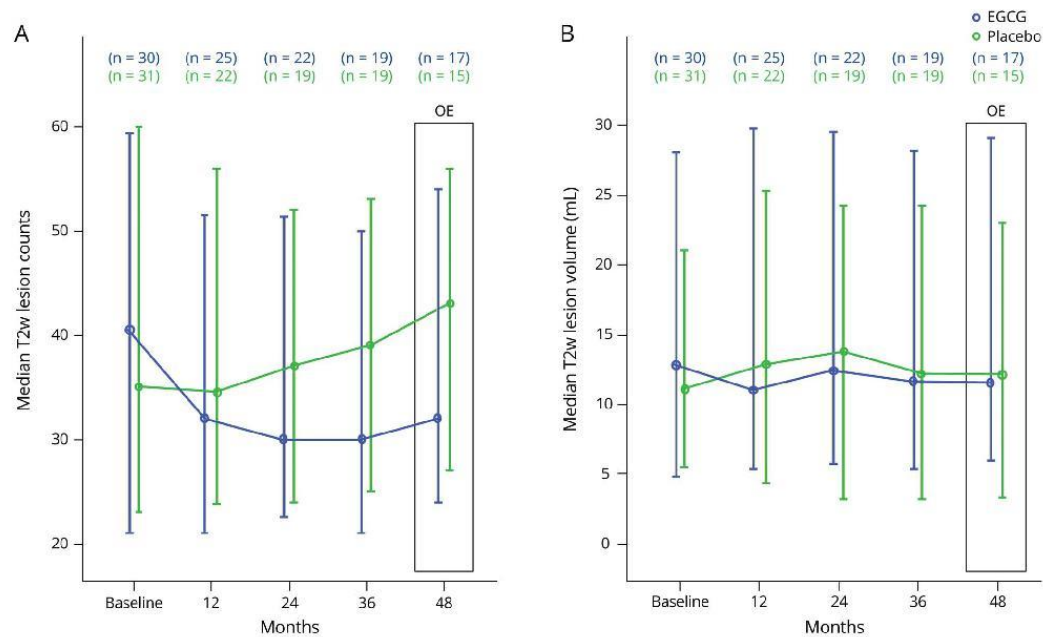 EGCG
Placebo
A
(n = 30) (n = 25) (n = 22) (n = 19) (n = 17)
(n = 31) (n = 22) (n = 19) (n = 19) (n = 15)
OE
60
50
40
30
20
Median T2w lesion counts
Baseline 12 24 36 48
Months
B
(n = 30) (n = 25) (n = 22) (n = 19) (n = 17)
(n = 31) (n = 22) (n = 19) (n = 19) (n = 15)
OE
30
25
20
15
10
5
0
Median T2w lesion volume (mL)
Baseline 12 24 36 48
Months